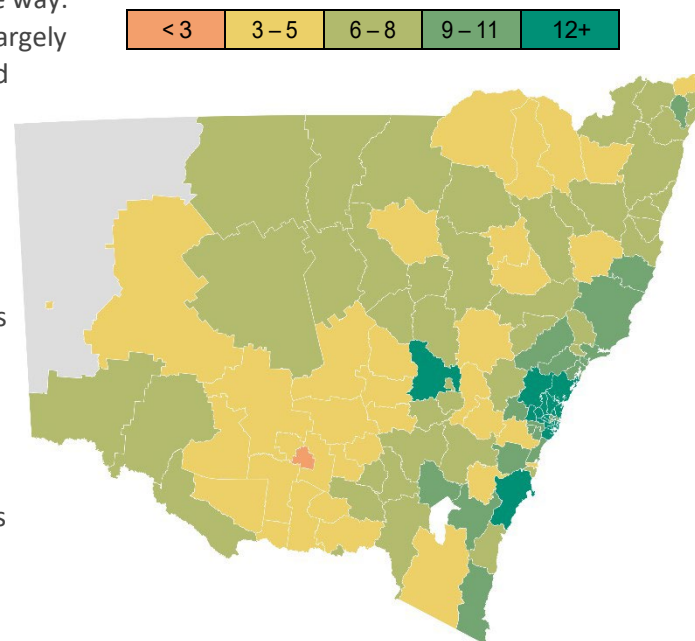 e way.
argely
d
< 3 3 – 5 6 – 8 9 – 11 12+
s
s